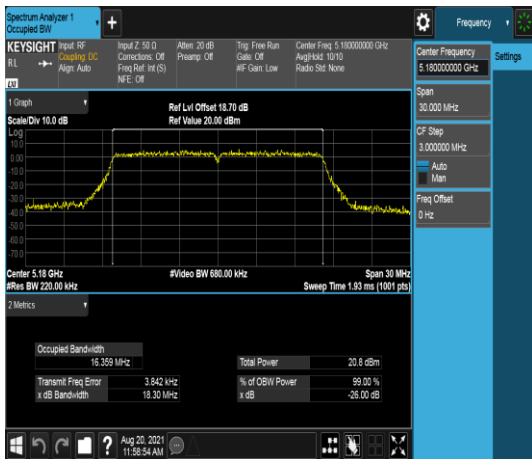 Spectrum Analyzer 1
Occupied BW
Frequency
KEYSIGHT
RL
LXI
Input: RF
Coupling: DC
Align: Auto
Input Z: 50 Ω
Corrections: Off
Freq Ref: Int (S)
NFE: Off
Atten: 20 dB
Preamp: Off
Trig: Free Run
Gate: Off
#IF Gain: Low
Center Freq: 5.180000000 GHz
Avg|Hold: 10/10
Radio Std: None
Center Frequency
5.180000000 GHz
Settings
Span
30.000 MHz
CF Step
3.000000 MHz
Auto
Man
Freq Offset
0 Hz
1 Graph
Scale/Div 10.0 dB
Ref Lvl Offset 18.70 dB
Ref Value 20.00 dBm
Log
10.0
0.00
-10.0
-20.0
-30.0
-40.0
-50.0
-60.0
-70.0
Center 5.18 GHz
#Video BW 680.00 kHz
Span 30 MHz
#Res BW 220.00 kHz
Sweep Time 1.93 ms (1001 pts)
2 Metrics
Occupied Bandwidth
16.359 MHz
Total Power 20.8 dBm
Transmit Freq Error 3.842 kHz
% of OBW Power 99.00 %
x dB Bandwidth 18.30 MHz
x dB -26.00 dB
Aug 20, 2021
11:58:54 AM